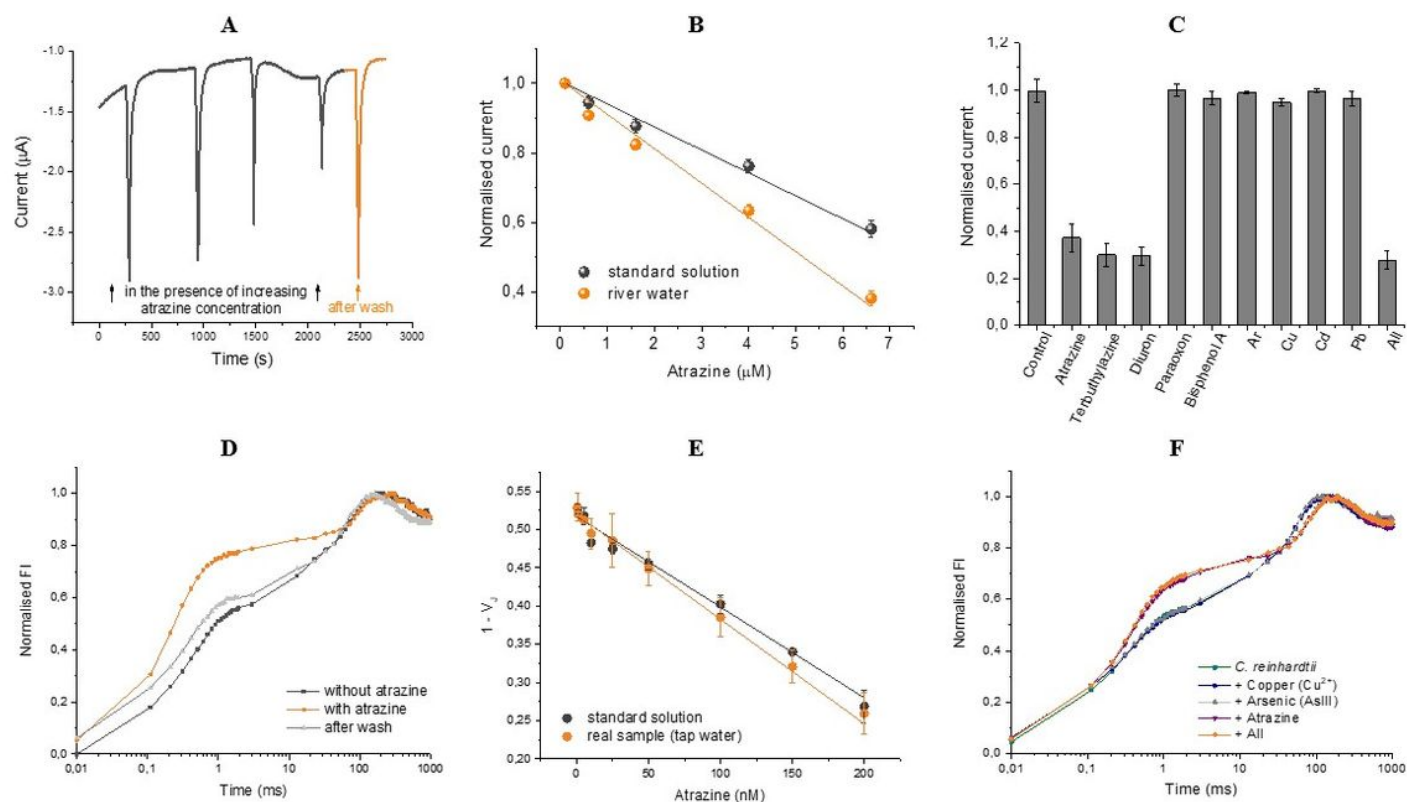 A
-1.0
-1.5
-2.0
-2.5
-3.0
Current (μA)
in the presence of increasing
atrazine concentration
after wash
0 500 1000 1500 2000 2500 3000
Time (s)
B
1,0
0,8
0,6
0,4
Normalised current
standard solution
river water
0 1 2 3 4 5 6 7
Atrazine (μM)
C
1,2
1,0
0,8
0,6
0,4
0,2
0,0
Normalised current
Control
Atrazine
Terbuthylazine
Diuron
Paraoxon
Bisphenol A
Ar
Cu
Cd
Pb
All
D
1,0
0,8
0,6
0,4
0,2
0,0
Normalised FI
without atrazine
with atrazine
after wash
0,01 0,1 1 10 100 1000
Time (ms)
E
0,55
0,50
0,45
0,40
0,35
0,30
0,25
0,20
1 - VJ
standard solution
real sample (tap water)
0 50 100 150 200
Atrazine (nM)
F
1,0
0,8
0,6
0,4
0,2
0,0
Normalised FI
C. reinhardtii
+ Copper (Cu²⁺)
+ Arsenic (AsIII)
+ Atrazine
+ All
0,01 0,1 1 10 100 1000
Time (ms)